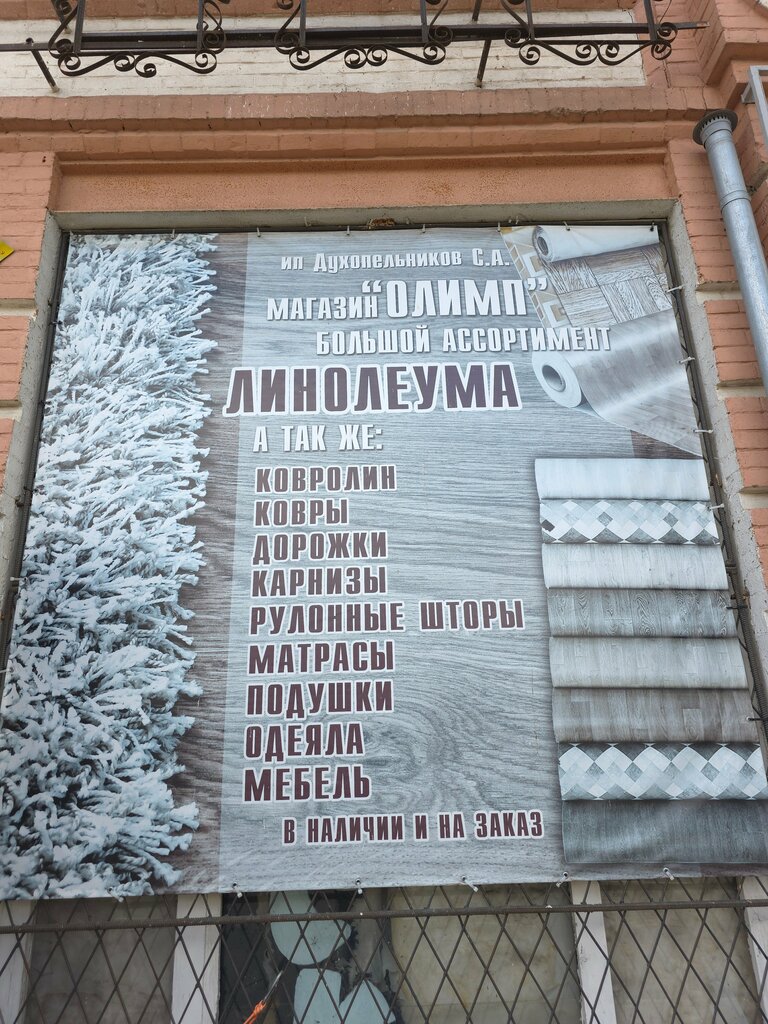 ип Духопельников С.А.
МАГАЗИН "ОЛИМП"
БОЛЬШОЙ АССОРТИМЕНТ
ЛИНОЛЕУМА
А ТАК ЖЕ:
КОВРОЛИН
КОВРЫ
ДОРОЖКИ
КАРНИЗЫ
РУЛОННЫЕ ШТОРЫ
МАТРАСЫ
ПОДУШКИ
ОДЕЯЛА
МЕБЕЛЬ
В НАЛИЧИИ И НА ЗАКАЗ